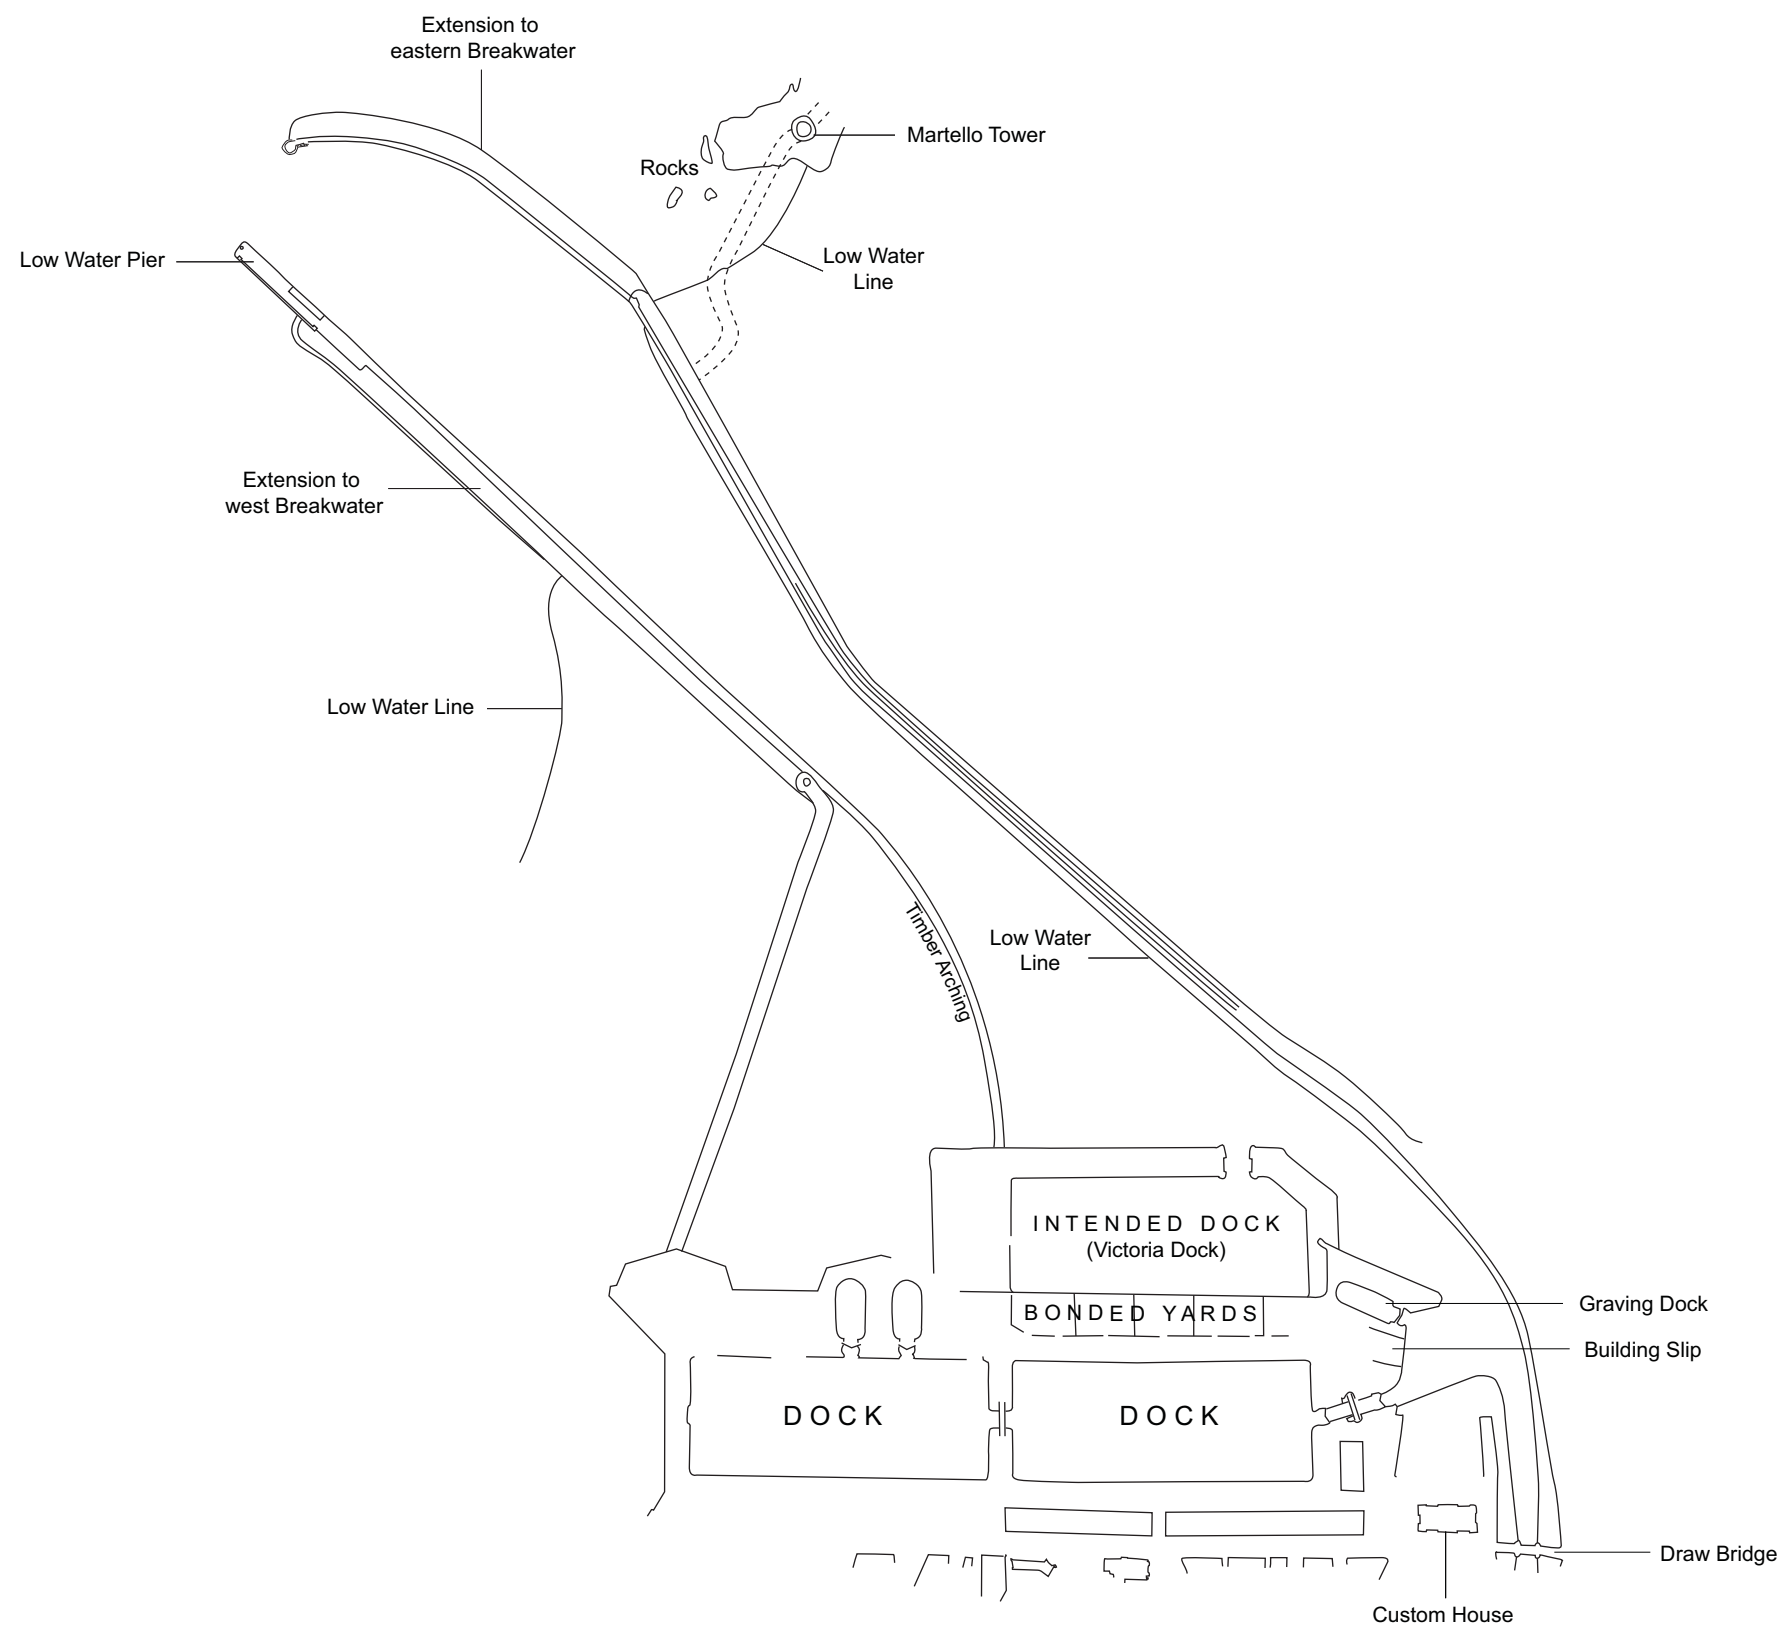 Extension to
eastern Breakwater
Martello Tower
Rocks
Low Water Pier
Low Water
Line
Extension to
west Breakwater
Low Water Line
Timber Arching
Low Water
Line
INTENDED DOCK
(Victoria Dock)
BONDED YARDS
Graving Dock
Building Slip
DOCK
DOCK
Draw Bridge
Custom House